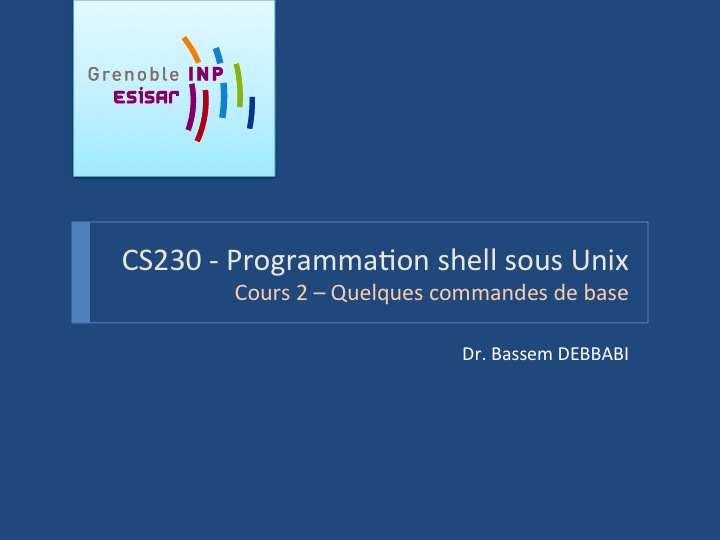 Grenoble INP
ESISAR
CS230 - Programmation shell sous Unix
Cours 2 – Quelques commandes de base
Dr. Bassem DEBBABI